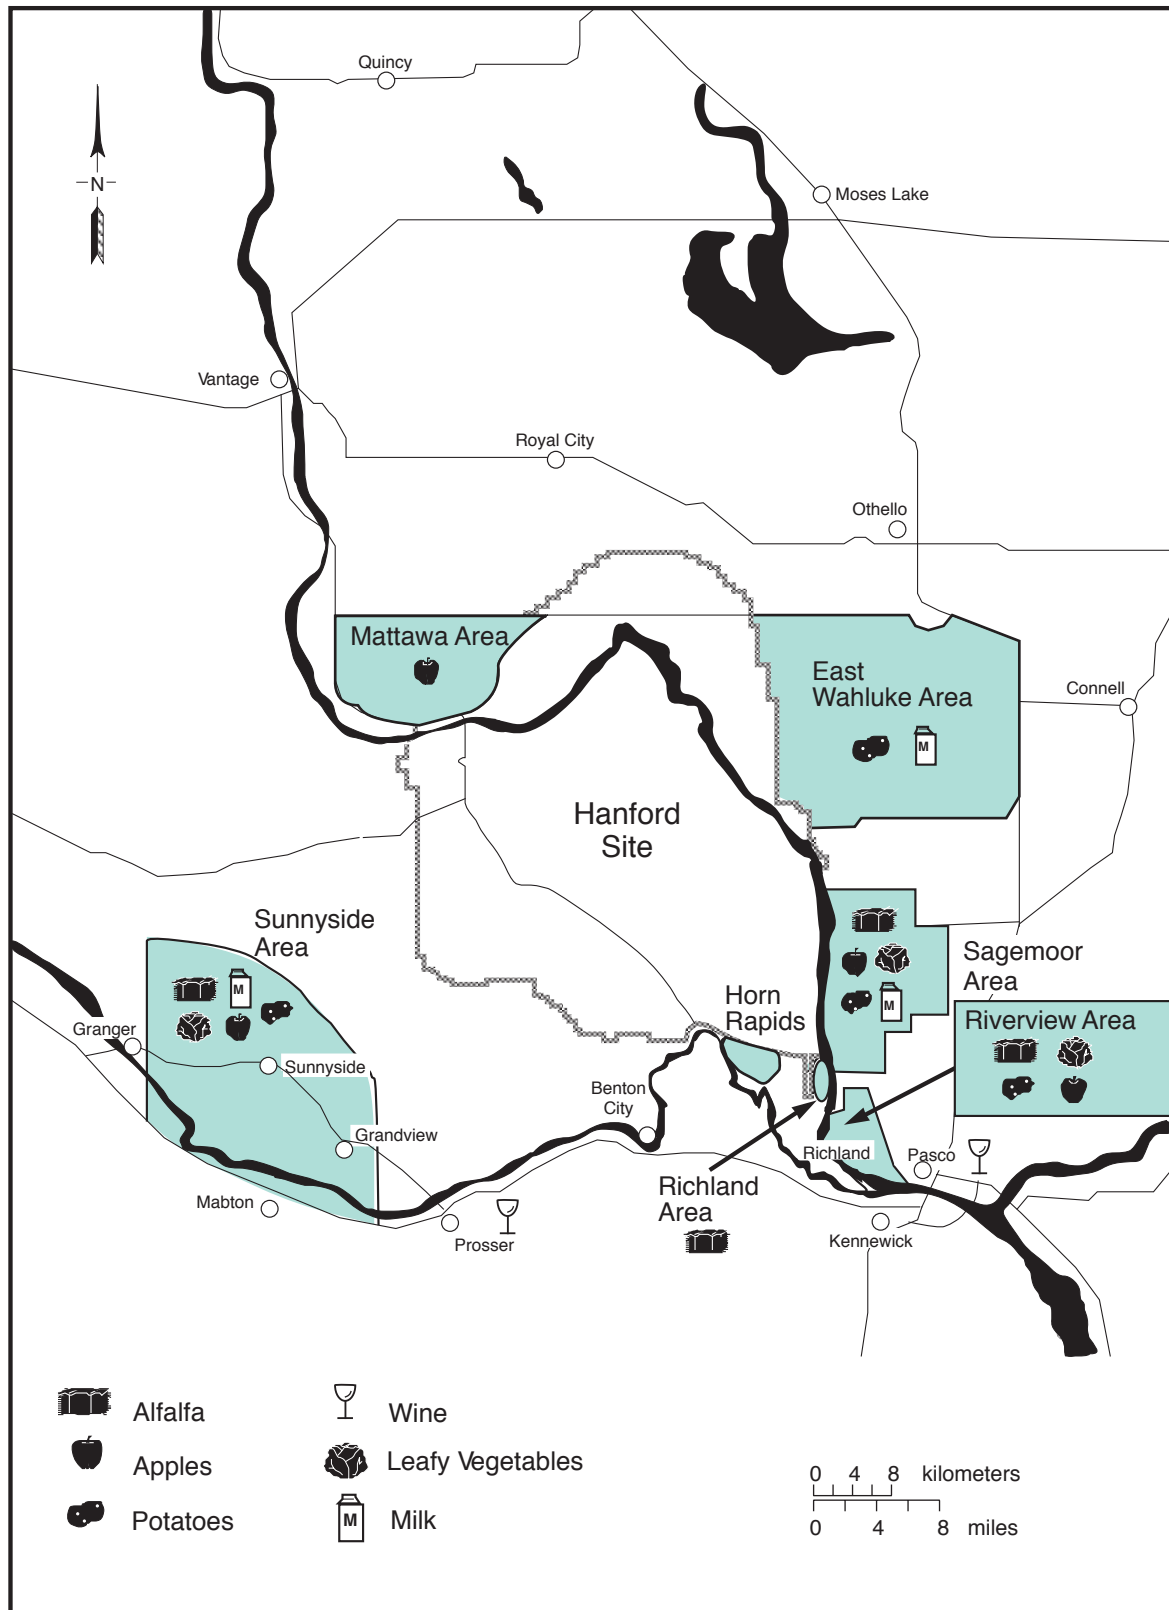 Quincy
N
Moses Lake
Vantage
Royal City
Othello
Mattawa Area
East
Wahluke Area
M
Connell
Hanford
Site
Sunnyside
Area
M
Sagemoor
Area
M
Horn
Rapids
Riverview Area
Granger
Sunnyside
Benton
City
Grandview
Richland
Pasco
Mabton
Richland
Area
Prosser
Kennewick
Alfalfa
Wine
Apples
Leafy Vegetables
Potatoes
M
Milk
0 4 8 kilometers
0 4 8 miles